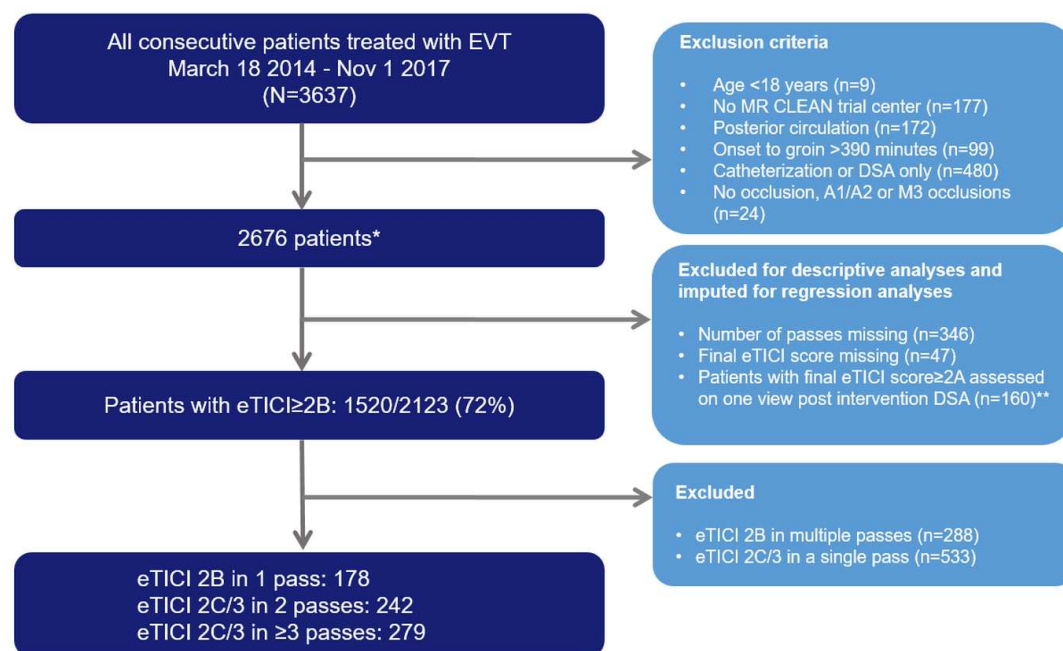 All consecutive patients treated with EVT
March 18 2014 - Nov 1 2017
(N=3637)
Exclusion criteria
• Age <18 years (n=9)
• No MR CLEAN trial center (n=177)
• Posterior circulation (n=172)
• Onset to groin >390 minutes (n=99)
• Catheterization or DSA only (n=480)
• No occlusion, A1/A2 or M3 occlusions
(n=24)
2676 patients*
Excluded for descriptive analyses and
imputed for regression analyses
• Number of passes missing (n=346)
• Final eTICI score missing (n=47)
• Patients with final eTICI score≥2A assessed
on one view post intervention DSA (n=160)**
Patients with eTICI≥2B: 1520/2123 (72%)
Excluded
• eTICI 2B in multiple passes (n=288)
• eTICI 2C/3 in a single pass (n=533)
eTICI 2B in 1 pass: 178
eTICI 2C/3 in 2 passes: 242
eTICI 2C/3 in ≥3 passes: 279